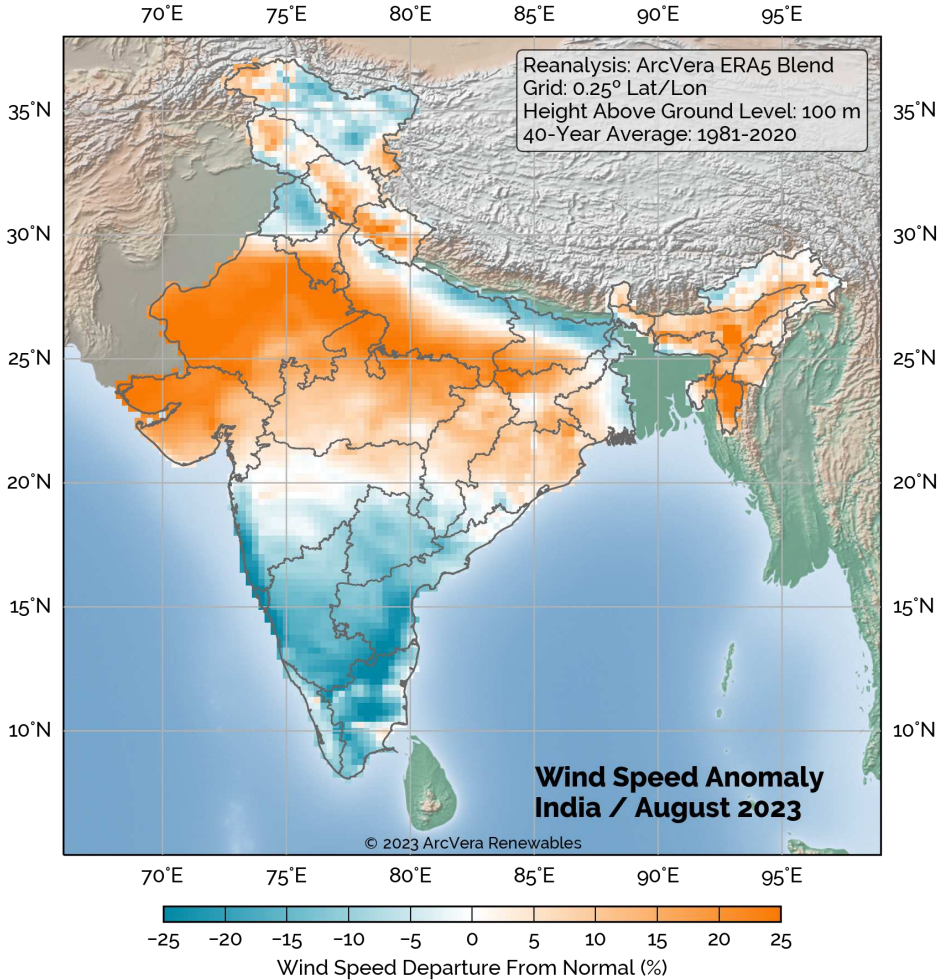 70°E 75°E 80°E 85°E 90°E 95°E
Reanalysis: ArcVera ERA5 Blend
Grid: 0.25º Lat/Lon
Height Above Ground Level: 100 m
40-Year Average: 1981-2020
35°N 35°N
30°N 30°N
25°N 25°N
20°N 20°N
15°N 15°N
10°N 10°N
Wind Speed Anomaly
India / August 2023
© 2023 ArcVera Renewables
70°E 75°E 80°E 85°E 90°E 95°E
−25 −20 −15 −10 −5 0 5 10 15 20 25
Wind Speed Departure From Normal (%)